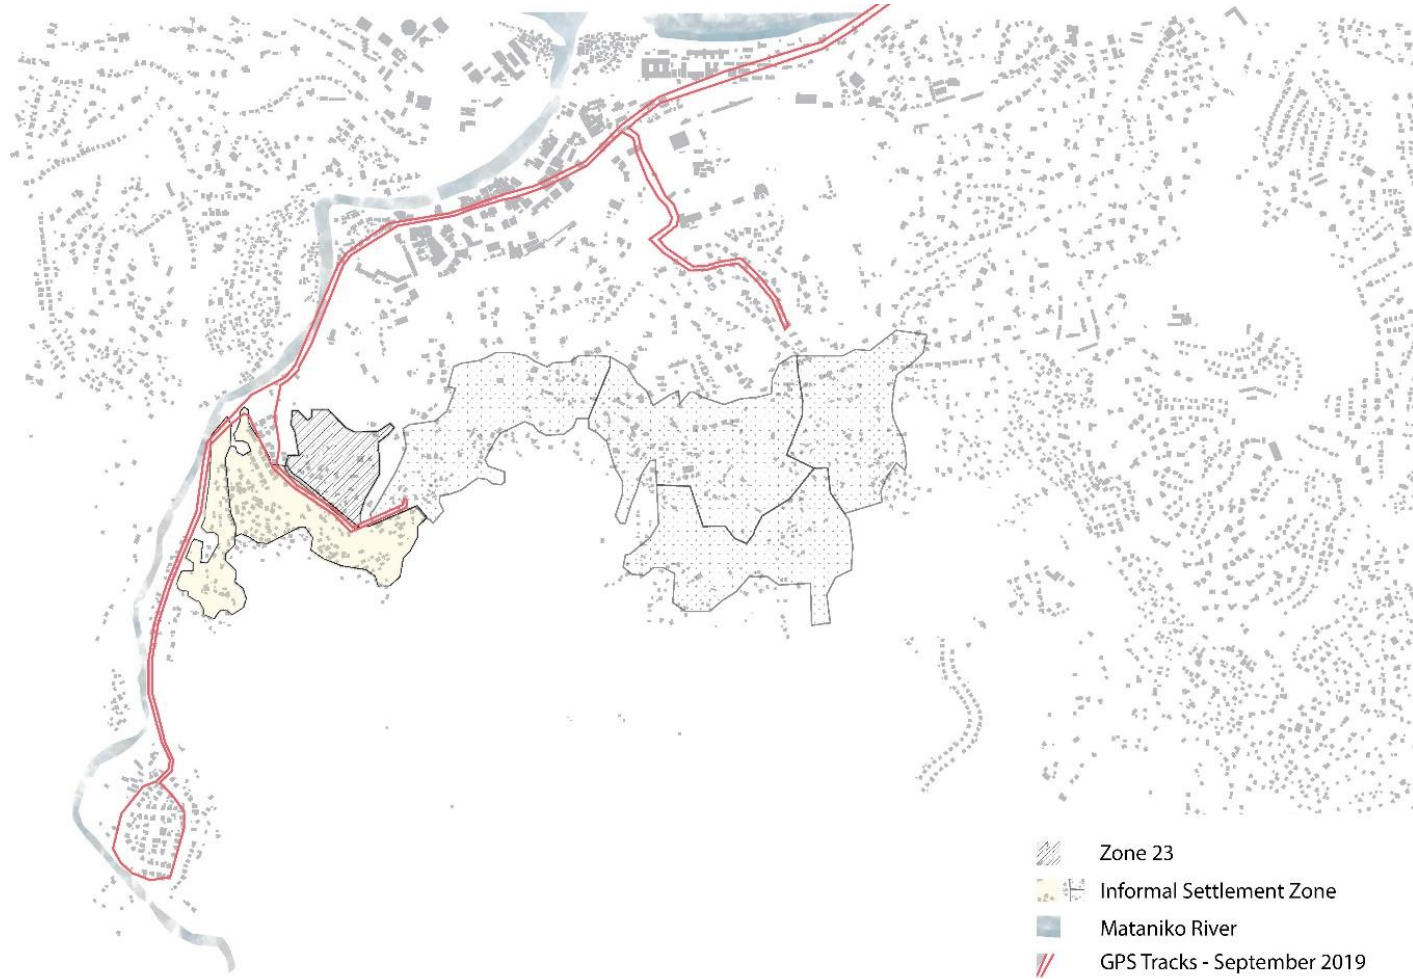 Zone 23
Informal Settlement Zone
Mataniko River
GPS Tracks - September 2019